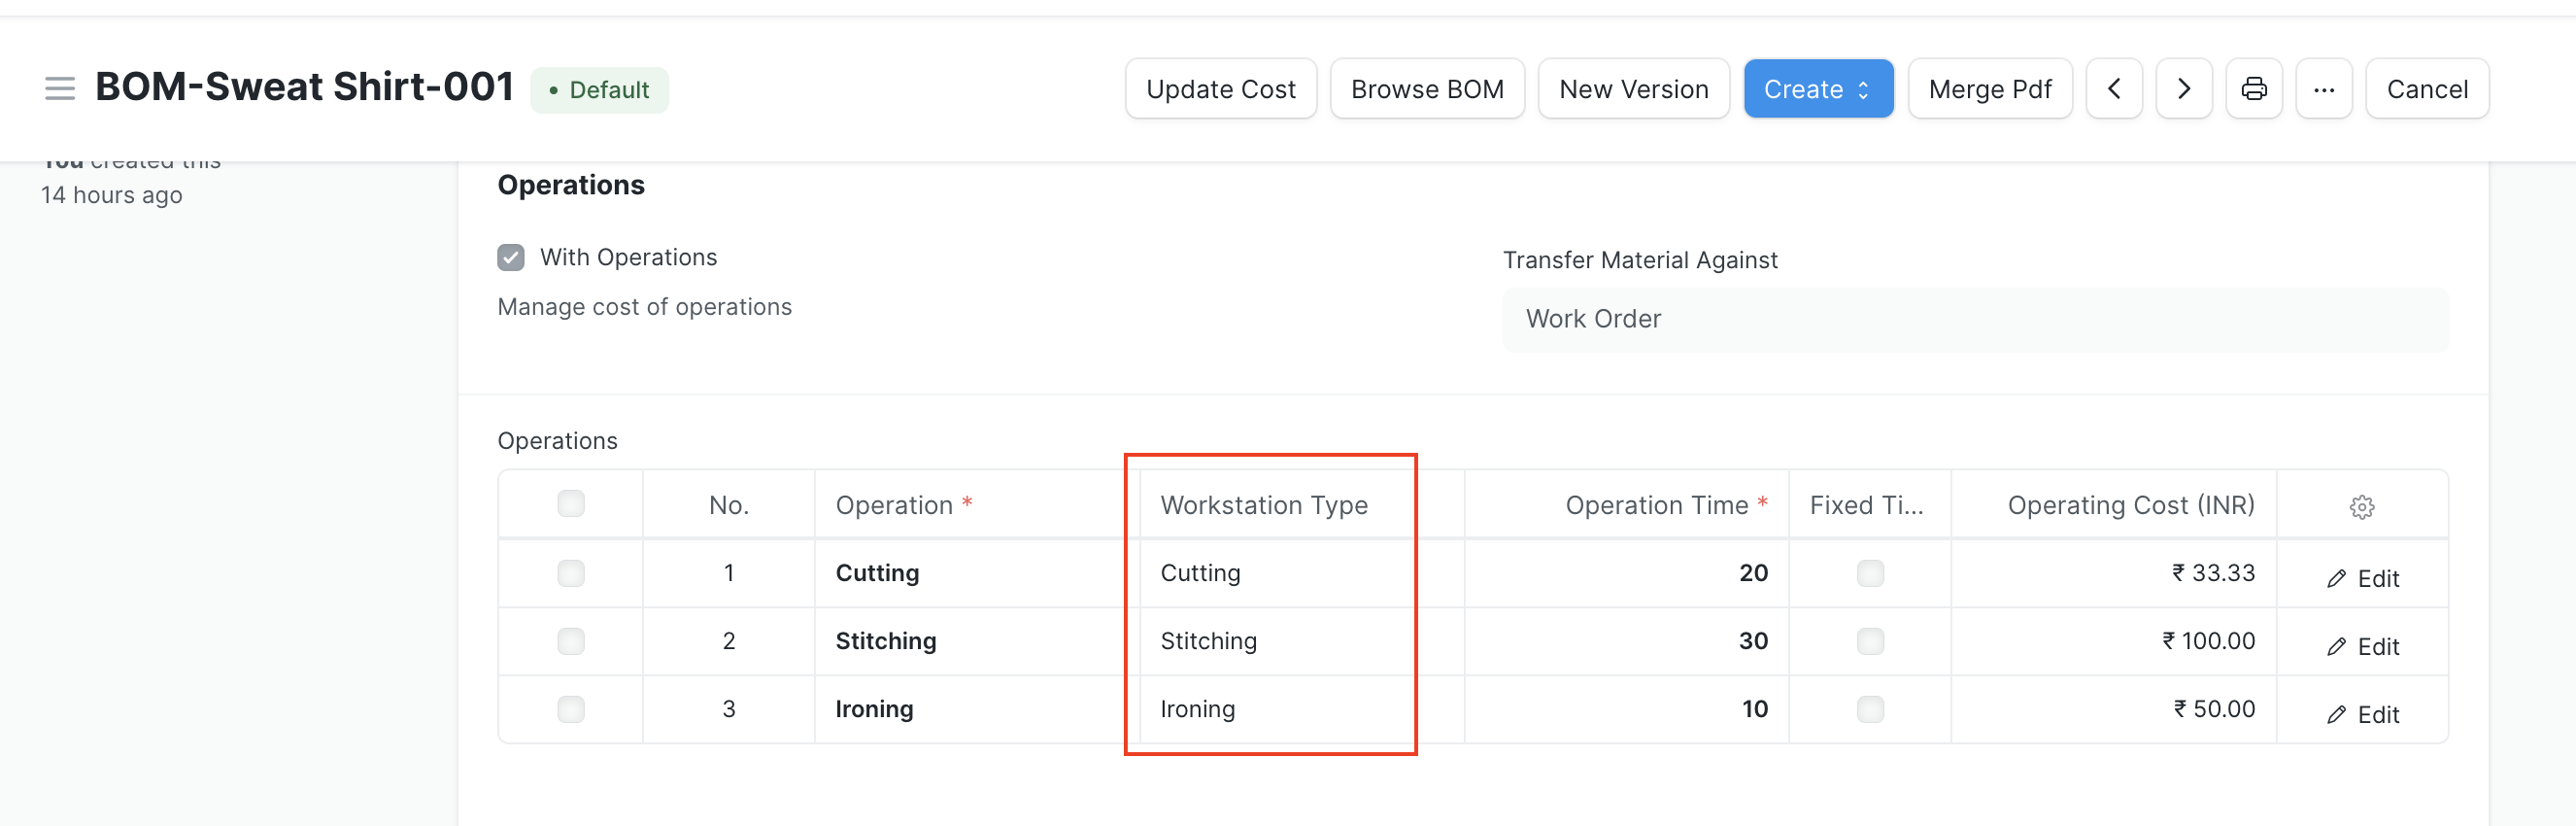 BOM-Sweat Shirt-001 • Default Update Cost Browse BOM New Version Create Merge Pdf ... Cancel
You created this
14 hours ago
Operations
With Operations
Manage cost of operations
Transfer Material Against
Work Order
Operations
No. Operation * Workstation Type Operation Time * Fixed Ti... Operating Cost (INR)
1 Cutting Cutting 20 ₹ 33.33 Edit
2 Stitching Stitching 30 ₹ 100.00 Edit
3 Ironing Ironing 10 ₹ 50.00 Edit